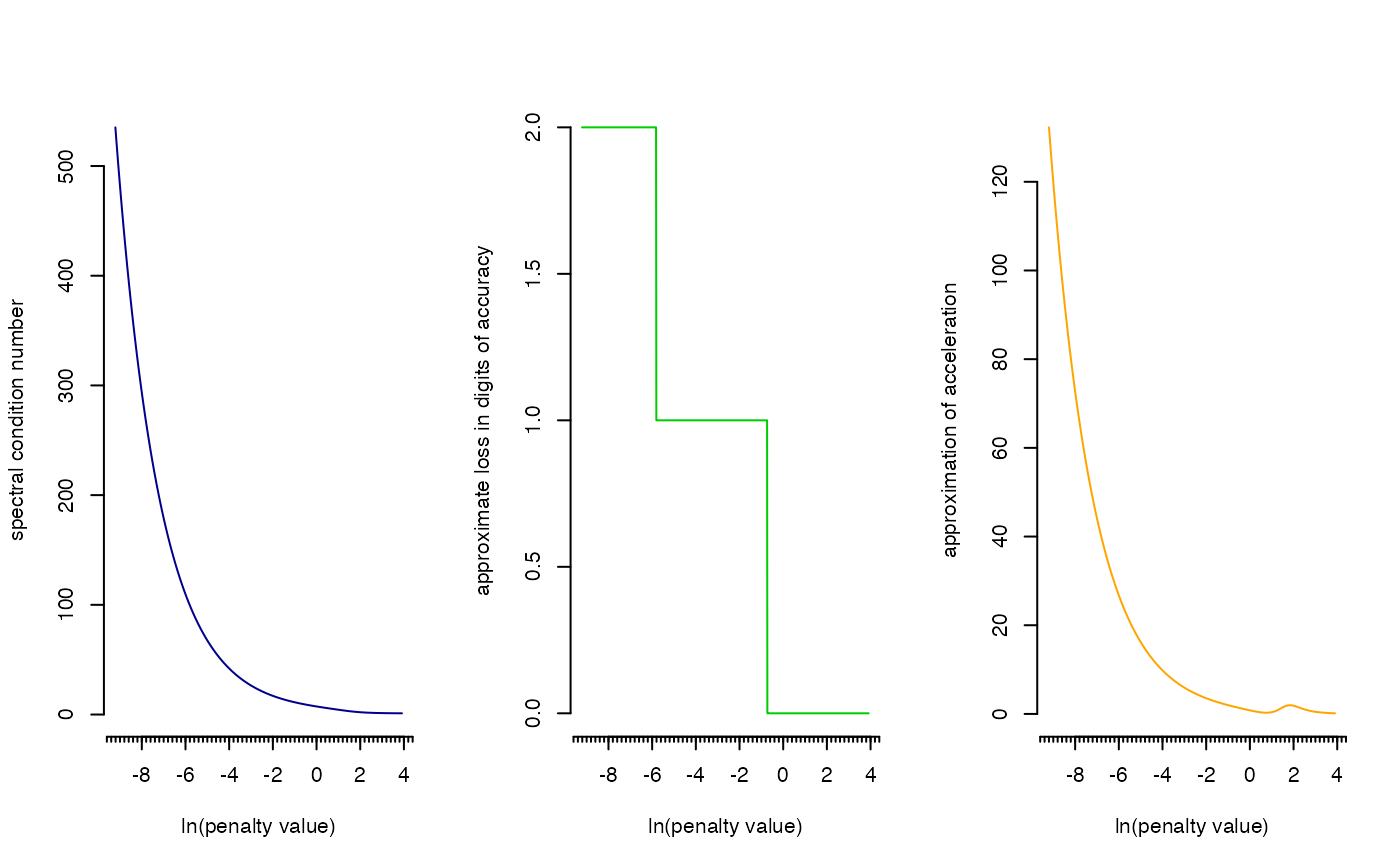 spectral condition number
500
400
300
200
100
0
-8 -6 -4 -2 0 2 4
ln(penalty value)
approximate loss in digits of accuracy
2.0
1.5
1.0
0.5
0.0
-8 -6 -4 -2 0 2 4
ln(penalty value)
approximation of acceleration
120
100
80
60
40
20
0
-8 -6 -4 -2 0 2 4
ln(penalty value)